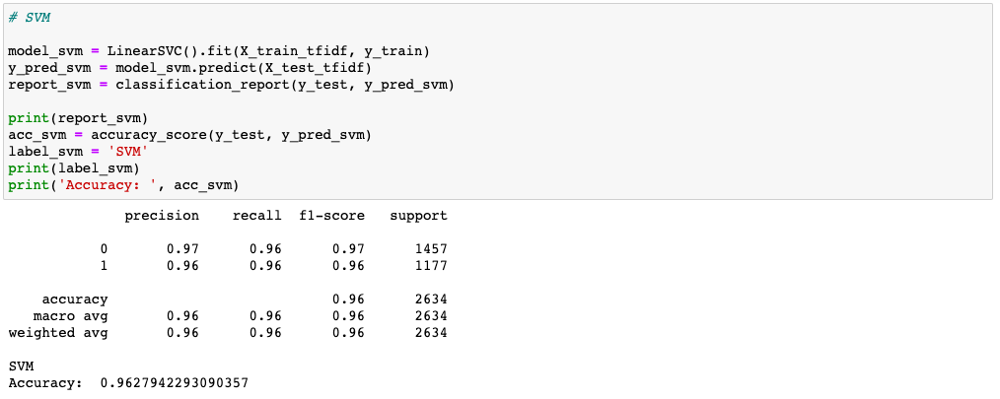 # SVM
model_svm = LinearSVC().fit(X_train_tfidf, y_train)
y_pred_svm = model_svm.predict(X_test_tfidf)
report_svm = classification_report(y_test, y_pred_svm)
print(report_svm)
acc_svm = accuracy_score(y_test, y_pred_svm)
label_svm = 'SVM'
print(label_svm)
print('Accuracy: ', acc_svm)
precision recall f1-score support
0 0.97 0.96 0.97 1457
1 0.96 0.96 0.96 1177
accuracy 0.96 2634
macro avg 0.96 0.96 0.96 2634
weighted avg 0.96 0.96 0.96 2634
SVM
Accuracy: 0.9627942293090357